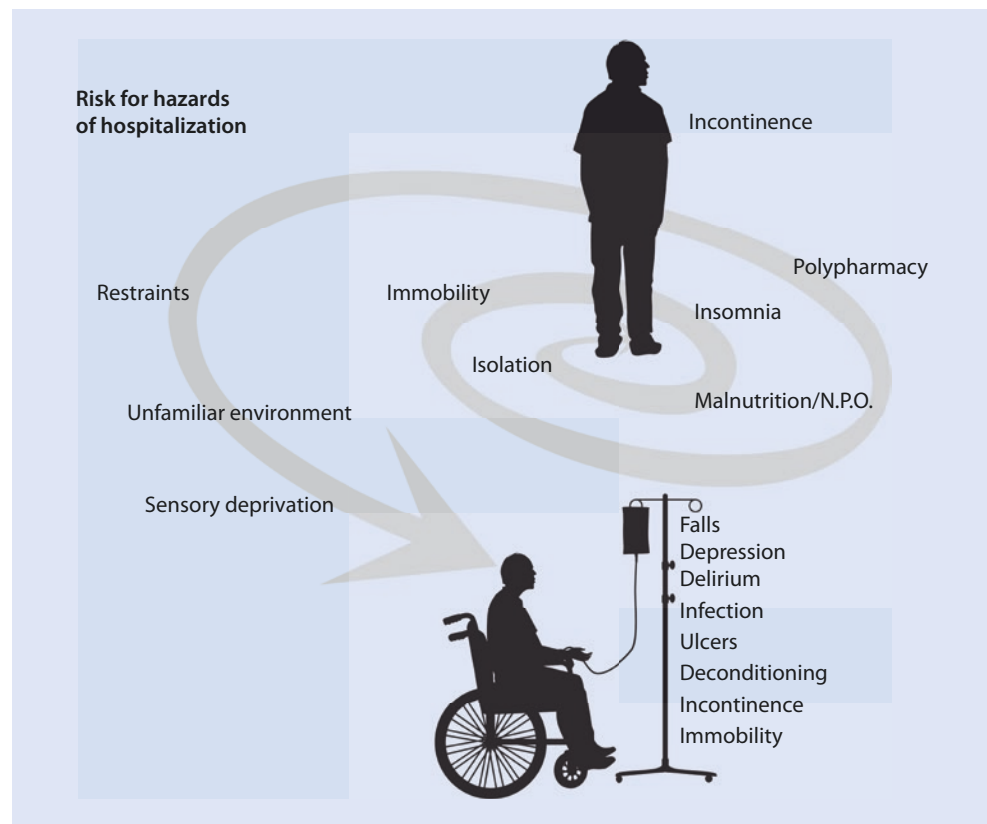 Risk for hazards
of hospitalization
Incontinence
Polypharmacy
Restraints
Immobility
Insomnia
Isolation
Malnutrition/N.P.O.
Unfamiliar environment
Sensory deprivation
Falls
Depression
Delirium
Infection
Ulcers
Deconditioning
Incontinence
Immobility